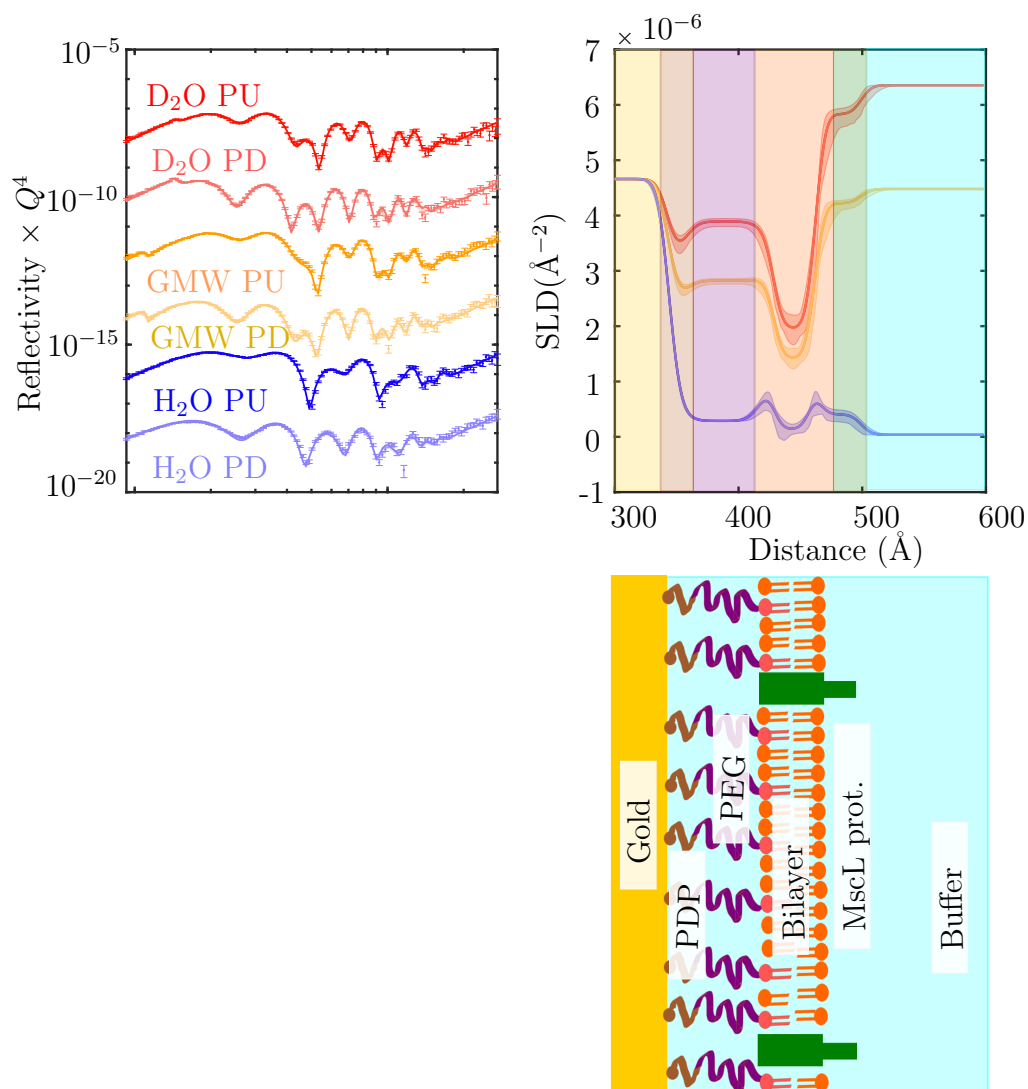 10⁻⁵
10⁻¹⁰
10⁻¹⁵
10⁻²⁰
Reflectivity × Q⁴
D₂O PU
D₂O PD
GMW PU
GMW PD
H₂O PU
H₂O PD
× 10⁻⁶
7
6
5
4
3
2
1
0
-1
SLD(Å⁻²)
300 400 500 600
Distance (Å)
Gold
PDP
PEG
Bilayer
MscL prot.
Buffer